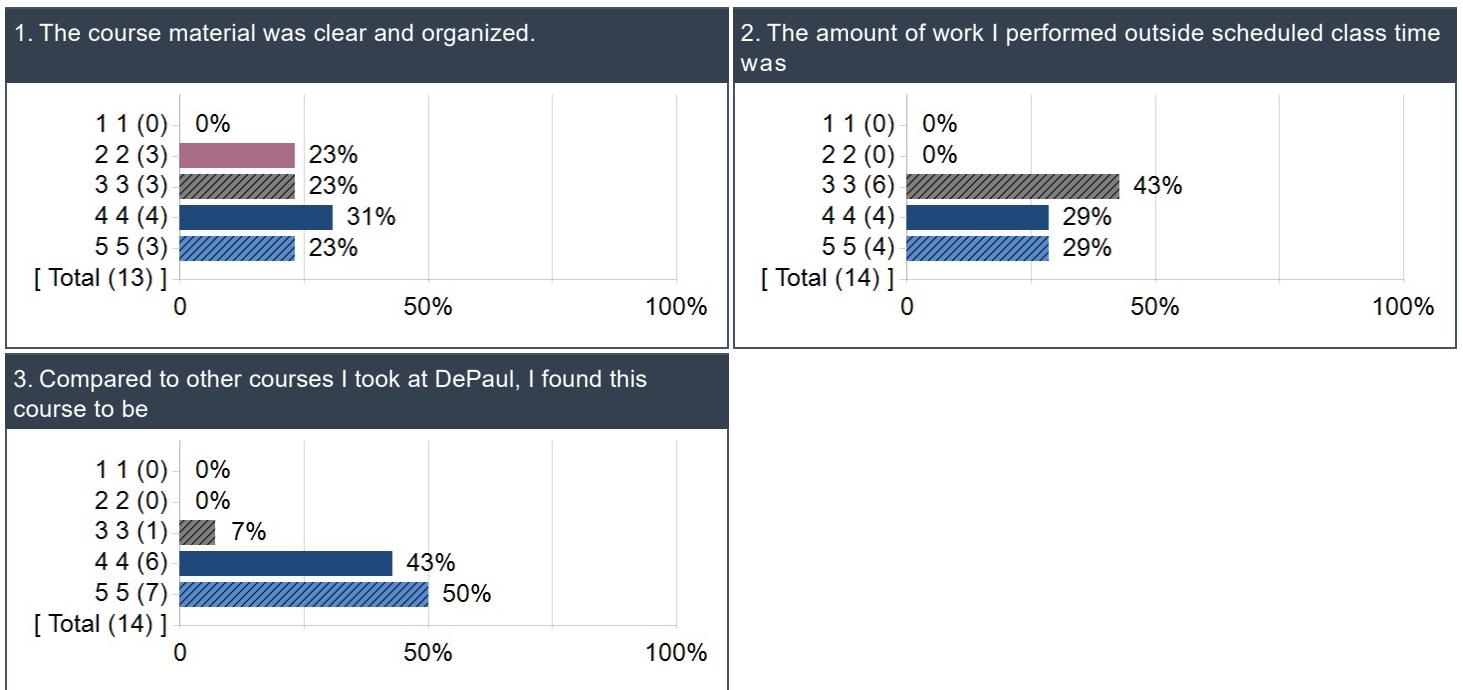 1. The course material was clear and organized.
1 1 (0) 0%
2 2 (3) 23%
3 3 (3) 23%
4 4 (4) 31%
5 5 (3) 23%
[ Total (13) ]
0 50% 100%
2. The amount of work I performed outside scheduled class time
was
1 1 (0) 0%
2 2 (0) 0%
3 3 (6) 43%
4 4 (4) 29%
5 5 (4) 29%
[ Total (14) ]
0 50% 100%
3. Compared to other courses I took at DePaul, I found this
course to be
1 1 (0) 0%
2 2 (0) 0%
3 3 (1) 7%
4 4 (6) 43%
5 5 (7) 50%
[ Total (14) ]
0 50% 100%